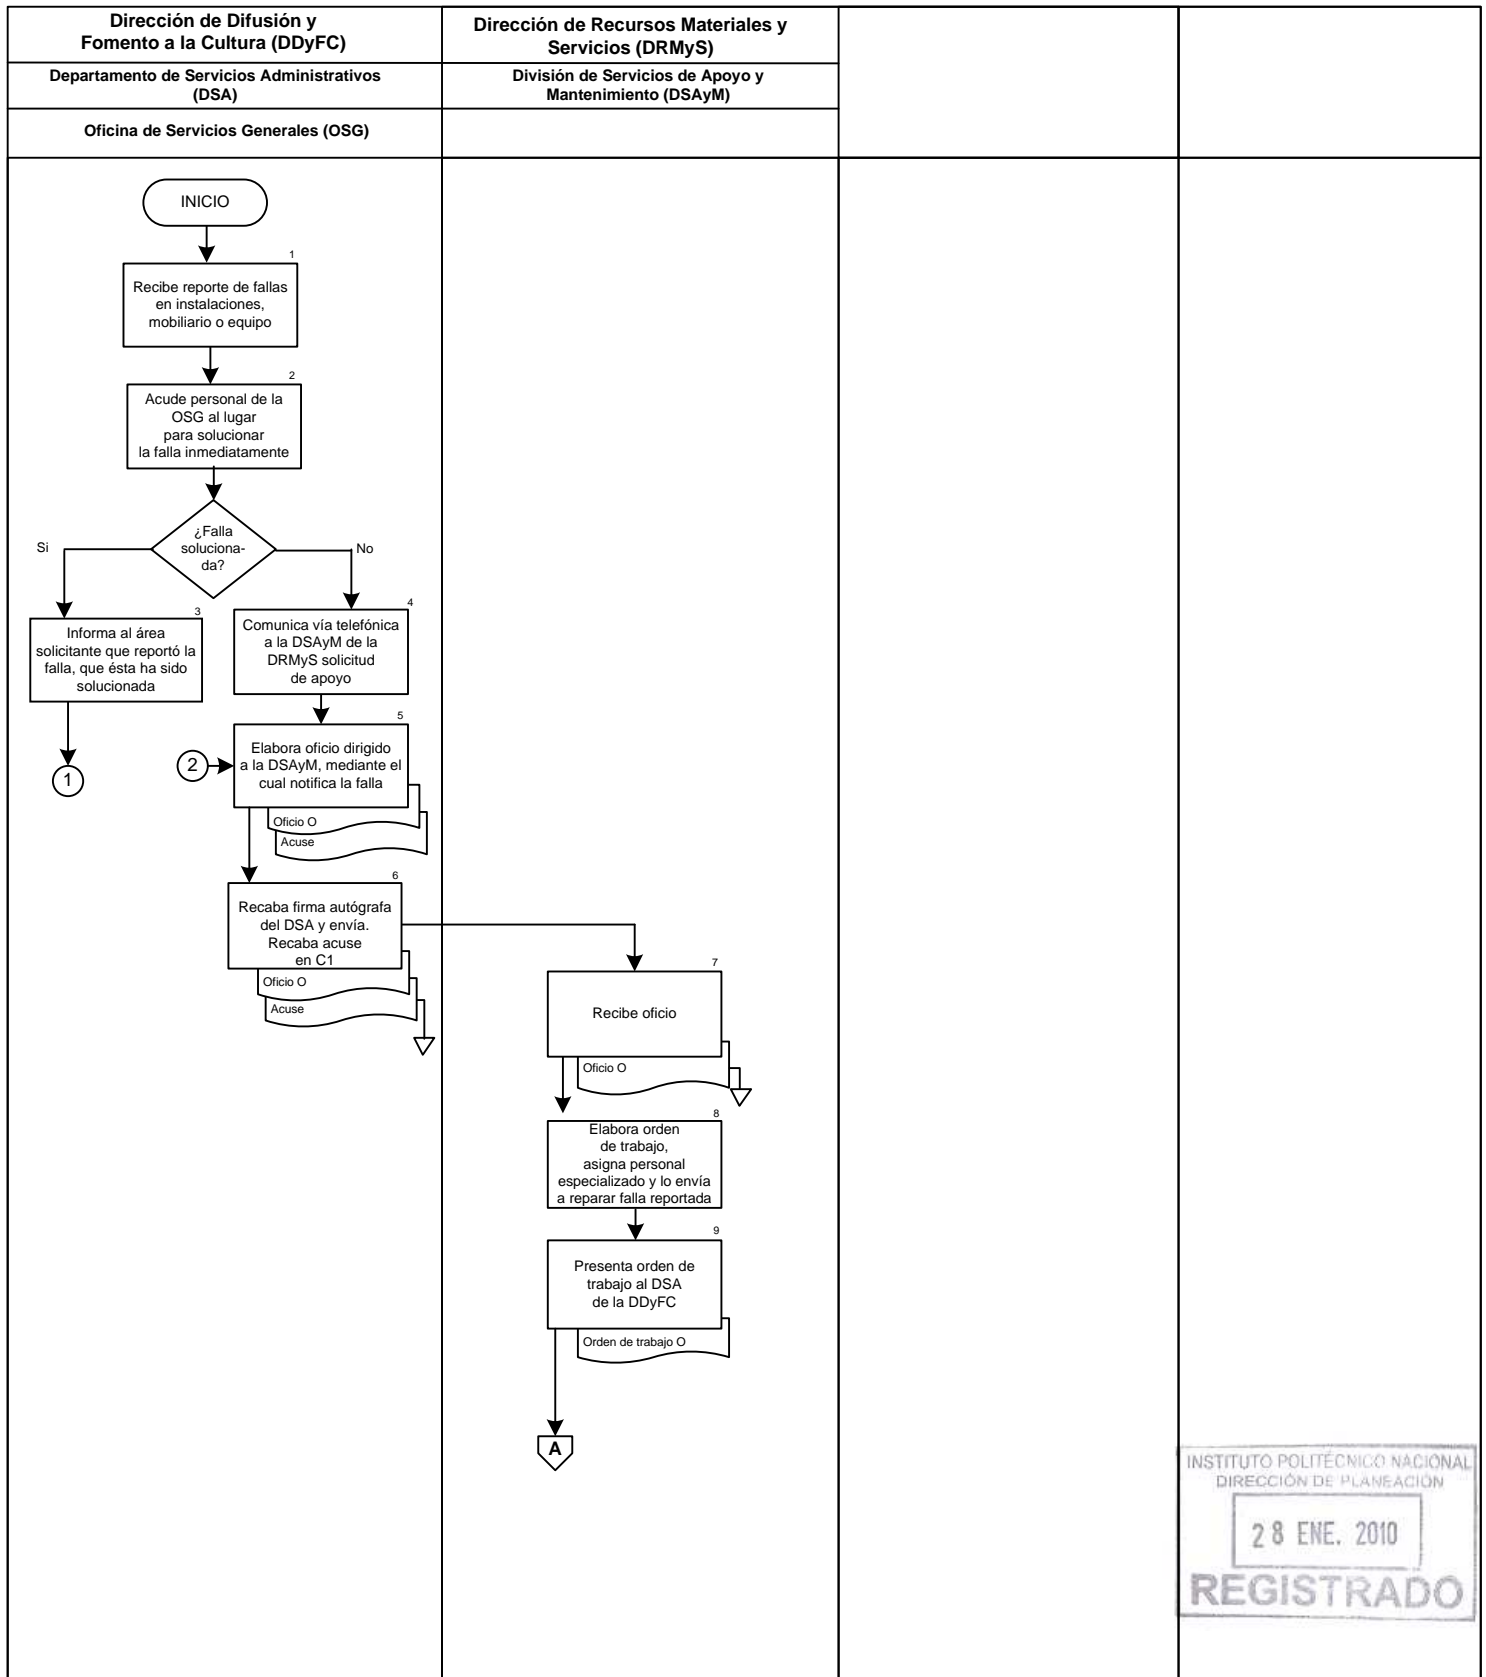 Dirección de Difusión y
Fomento a la Cultura (DDyFC)
Dirección de Recursos Materiales y
Servicios (DRMyS)
Departamento de Servicios Administrativos
(DSA)
División de Servicios de Apoyo y
Mantenimiento (DSAyM)
Oficina de Servicios Generales (OSG)
INICIO
1
Recibe reporte de fallas
en instalaciones,
mobiliario o equipo
2
Acude personal de la
OSG al lugar
para solucionar
la falla inmediatamente
¿Falla
soluciona-
da?
Si
No
3
Informa al área
solicitante que reportó la
falla, que ésta ha sido
solucionada
1
4
Comunica vía telefónica
a la DSAyM de la
DRMyS solicitud
de apoyo
5
2
Elabora oficio dirigido
a la DSAyM, mediante el
cual notifica la falla
Oficio O
Acuse
6
Recaba firma autógrafa
del DSA y envía.
Recaba acuse
en C1
Oficio O
Acuse
7
Recibe oficio
Oficio O
8
Elabora orden
de trabajo,
asigna personal
especializado y lo envía
a reparar falla reportada
9
Presenta orden de
trabajo al DSA
de la DDyFC
Orden de trabajo O
A
INSTITUTO POLITÉCNICO NACIONAL
DIRECCIÓN DE PLANEACIÓN
28 ENE. 2010
REGISTRADO